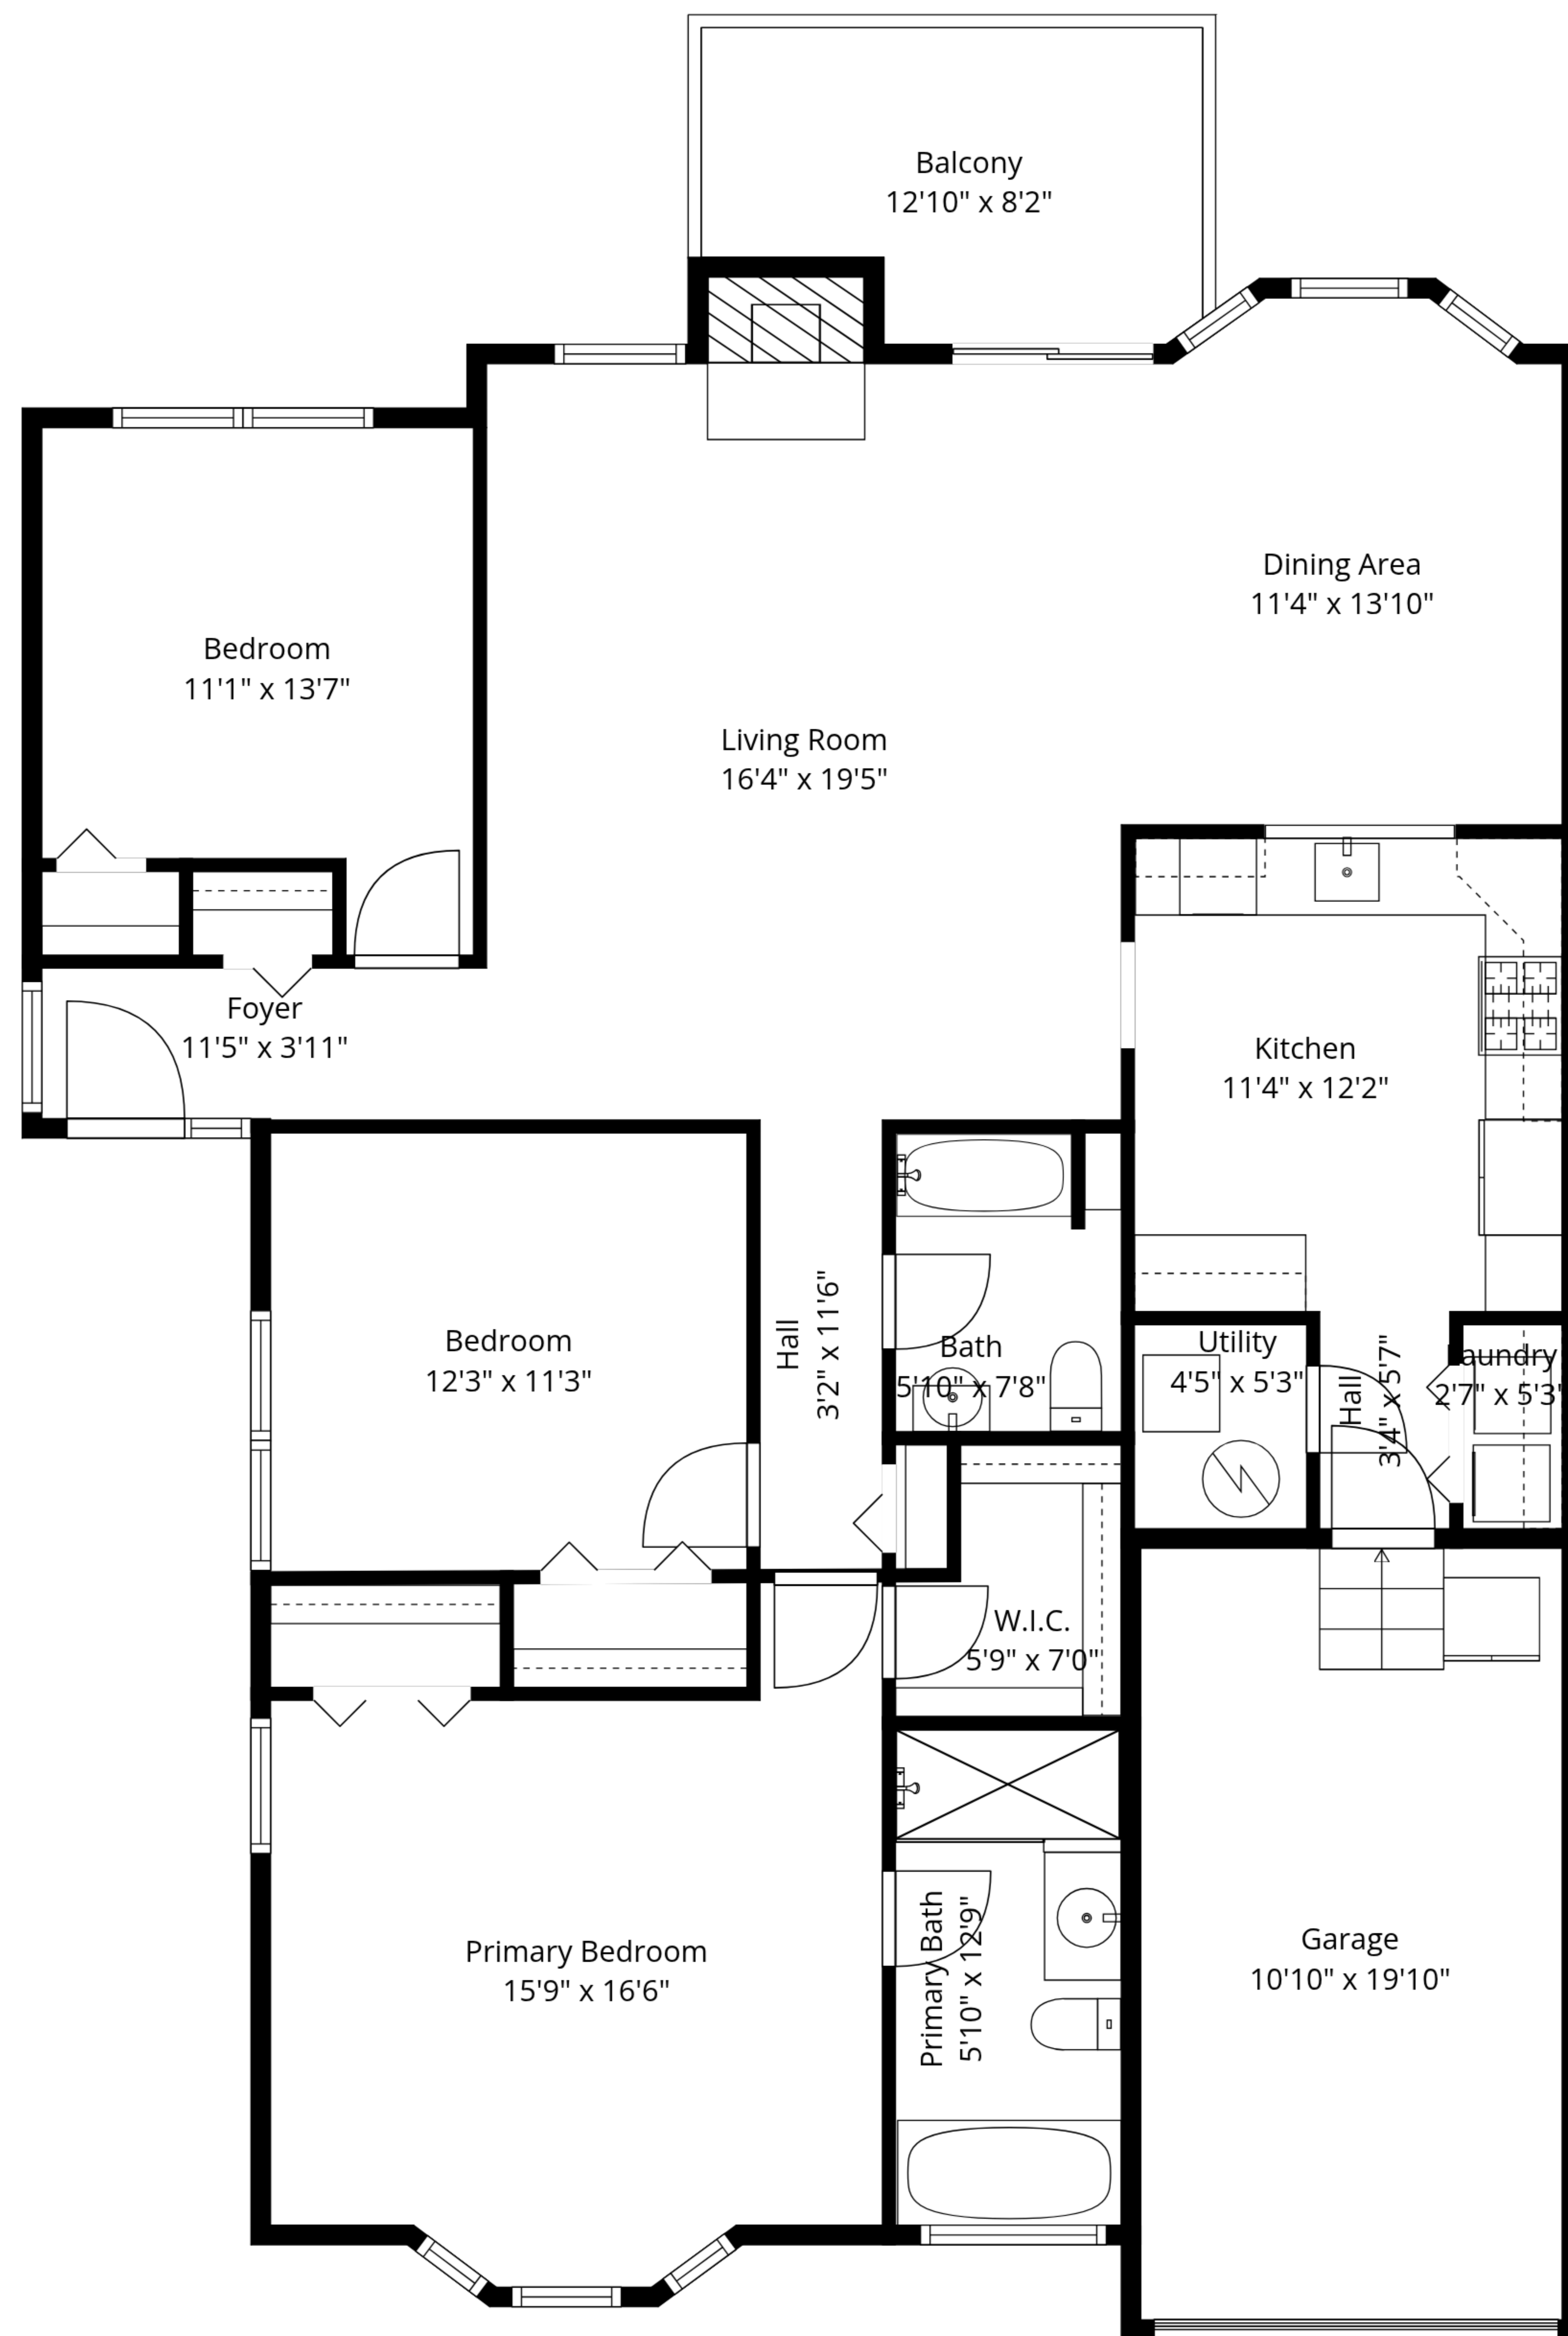 Balcony
12'10" x 8'2"
Dining Area
11'4" x 13'10"
Bedroom
11'1" x 13'7"
Living Room
16'4" x 19'5"
Foyer
11'5" x 3'11"
Kitchen
11'4" x 12'2"
Bedroom
12'3" x 11'3"
Hall
3'2" x 11'6"
Bath
5'10" x 7'8"
Utility
4'5" x 5'3"
Hall
3'4" x 5'7"
Laundry
2'7" x 5'3"
W.I.C.
5'9" x 7'0"
Primary Bedroom
15'9" x 16'6"
Primary Bath
5'10" x 12'9"
Garage
10'10" x 19'10"